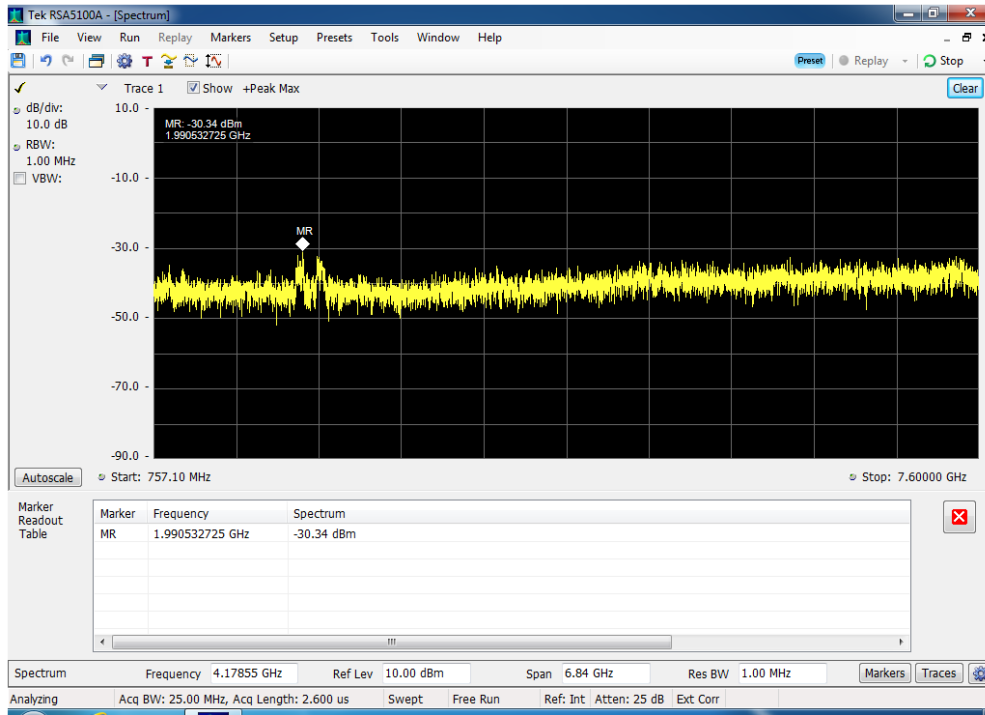 Tek RSA5100A - [Spectrum]
File View Run Replay Markers Setup Presets Tools Window Help
T Preset Replay Stop
Trace 1 Show +Peak Max Clear
dB/div:
10.0 dB
RBW:
1.00 MHz
VBW:
10.0
MR: -30.34 dBm
1.990532725 GHz
-10.0
MR
-30.0
-50.0
-70.0
-90.0
Autoscale Start: 757.10 MHz Stop: 7.60000 GHz
Marker
Readout
Table
Marker Frequency Spectrum
MR 1.990532725 GHz -30.34 dBm
Spectrum Frequency 4.17855 GHz Ref Lev 10.00 dBm Span 6.84 GHz Res BW 1.00 MHz Markers Traces
Analyzing Acq BW: 25.00 MHz, Acq Length: 2.600 us Swept Free Run Ref: Int Atten: 25 dB Ext Corr